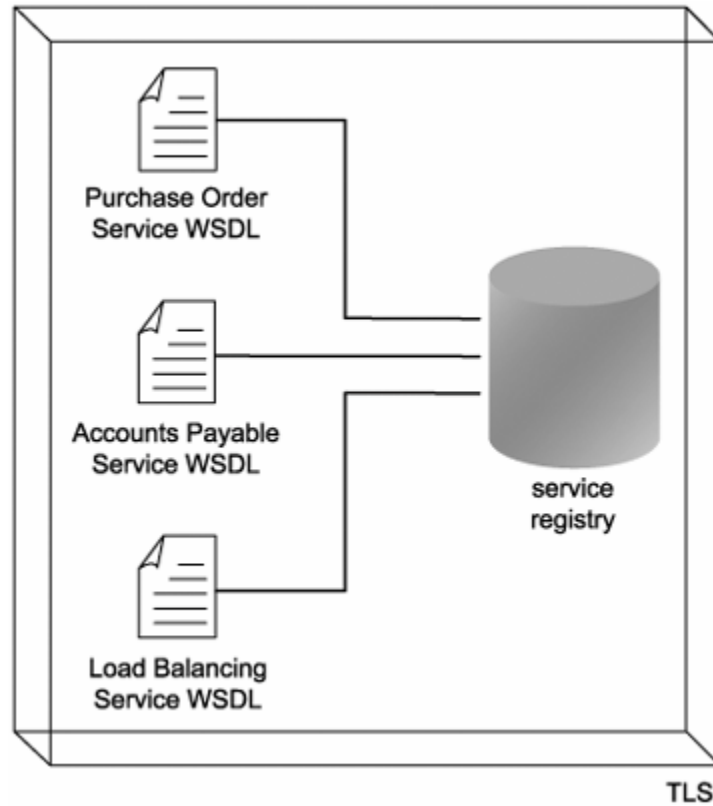 Purchase Order
Service WSDL
Accounts Payable
Service WSDL
service
registry
Load Balancing
Service WSDL
TLS